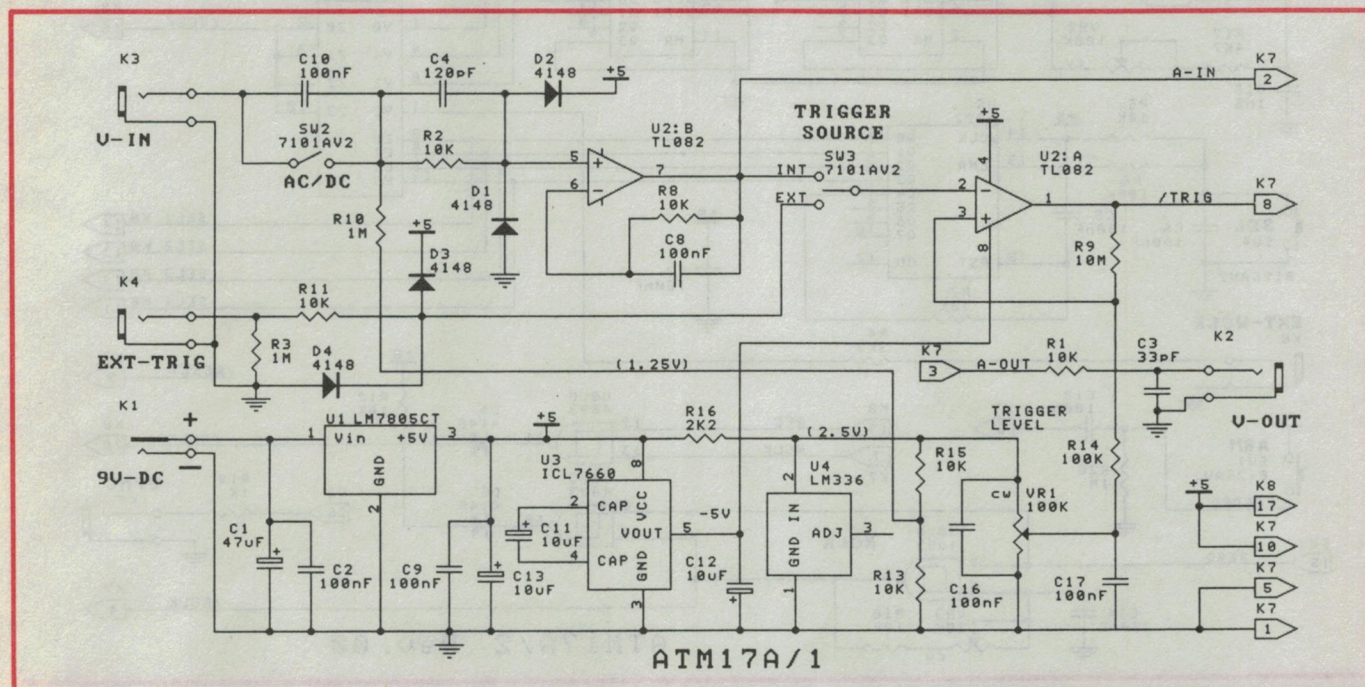 K3
C10
100nF
C4
120pF
D2
4148
+5
K7
2
A-IN
V-IN
SW2
7101AV2
AC/DC
R2
10K
U2:B
TL082
5
6
7
TRIGGER
SOURCE
INT
EXT
SW3
7101AV2
+5
4
U2:A
TL082
2
3
1
8
/TRIG
K7
8
D1
4148
R10
1M
R8
10K
C8
100nF
+5
D3
4148
R9
10M
K4
R11
10K
EXT-TRIG
R3
1M
D4
4148
(1.25V)
K7
3
A-OUT
R1
10K
C3
33pF
K2
V-OUT
K1
+
-
9V-DC
U1 LM7805CT
1
Vin
+5V
3
GND
2
+5
R16
2K2
(2.5V)
TRIGGER
LEVEL
U3
ICL7660
8
2
CAP
VCC
VOUT
5
4
CAP
GND
3
-5V
U4
LM336
2
IN
ADJ
3
GND
1
R15
10K
R13
10K
cw
VR1
100K
R14
100K
C1
47uF
C2
100nF
C9
100nF
C13
10uF
C11
10uF
C12
10uF
C16
100nF
C17
100nF
+5
K8
17
K7
10
K7
5
K7
1
ATM17A/1